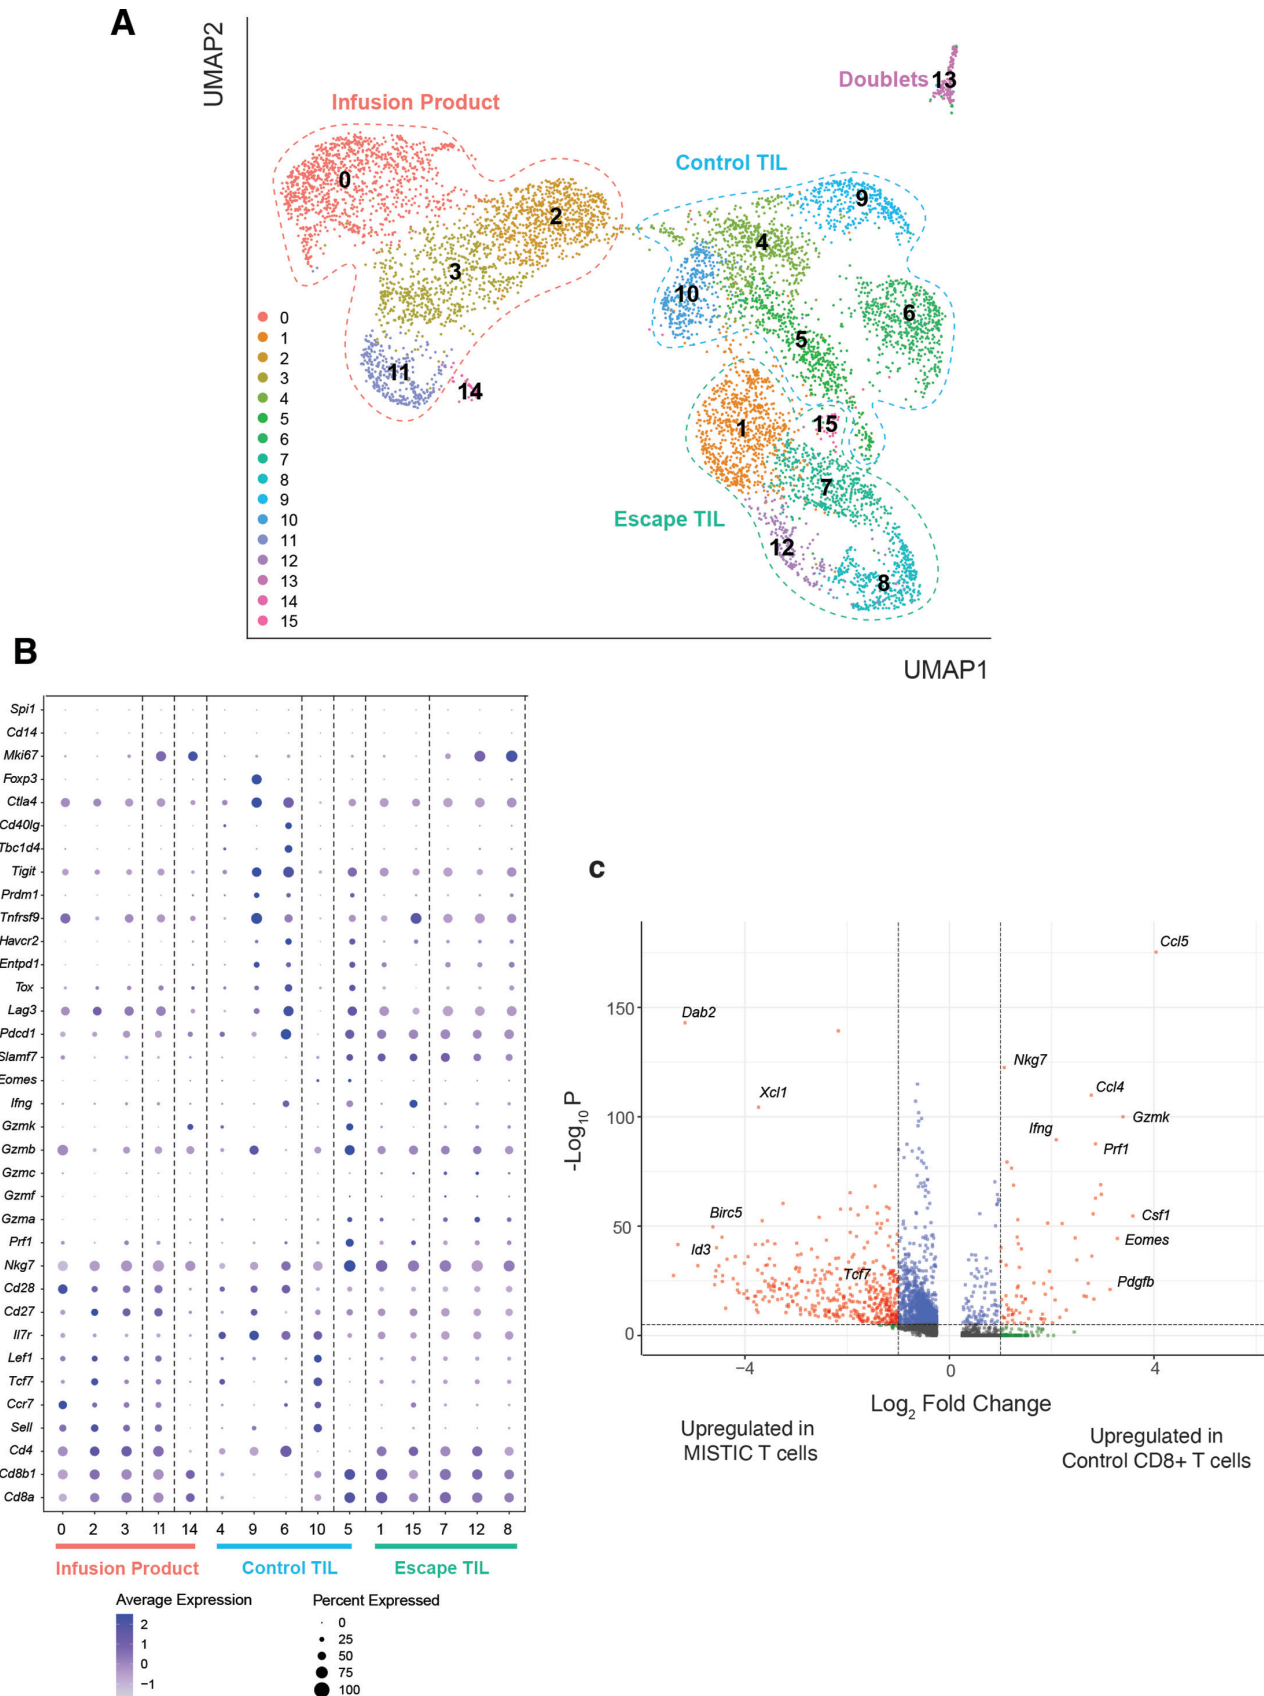 A
UMAP2
Doublets 13
Infusion Product
Control TIL
0
9
2
4
3
10
6
5
11
14
1
15
7
Escape TIL
12
8
0
1
2
3
4
5
6
7
8
9
10
11
12
13
14
15
UMAP1
B
Spi1
Cd14
Mki67
Foxp3
Ctla4
Cd40lg
Tbc1d4
Tigit
Prdm1
Tnfrsf9
Havcr2
Entpd1
Tox
Lag3
Pdcd1
Slamf7
Eomes
Ifng
Gzmk
Gzmb
Gzmc
Gzmf
Gzma
Prf1
Nkg7
Cd28
Cd27
Il7r
Lef1
Tcf7
Ccr7
Sell
Cd4
Cd8b1
Cd8a
0 2 3 11 14 4 9 6 10 5 1 15 7 12 8
Infusion Product Control TIL Escape TIL
Average Expression
2
1
0
−1
Percent Expressed
0
25
50
75
100
c
-Log10 P
150
100
50
0
Ccl5
Dab2
Nkg7
Xcl1
Ccl4
Gzmk
Ifng
Prf1
Birc5
Csf1
Id3
Eomes
Tcf7
Pdgfb
−4 0 4
Log2 Fold Change
Upregulated in
MISTIC T cells
Upregulated in
Control CD8+ T cells